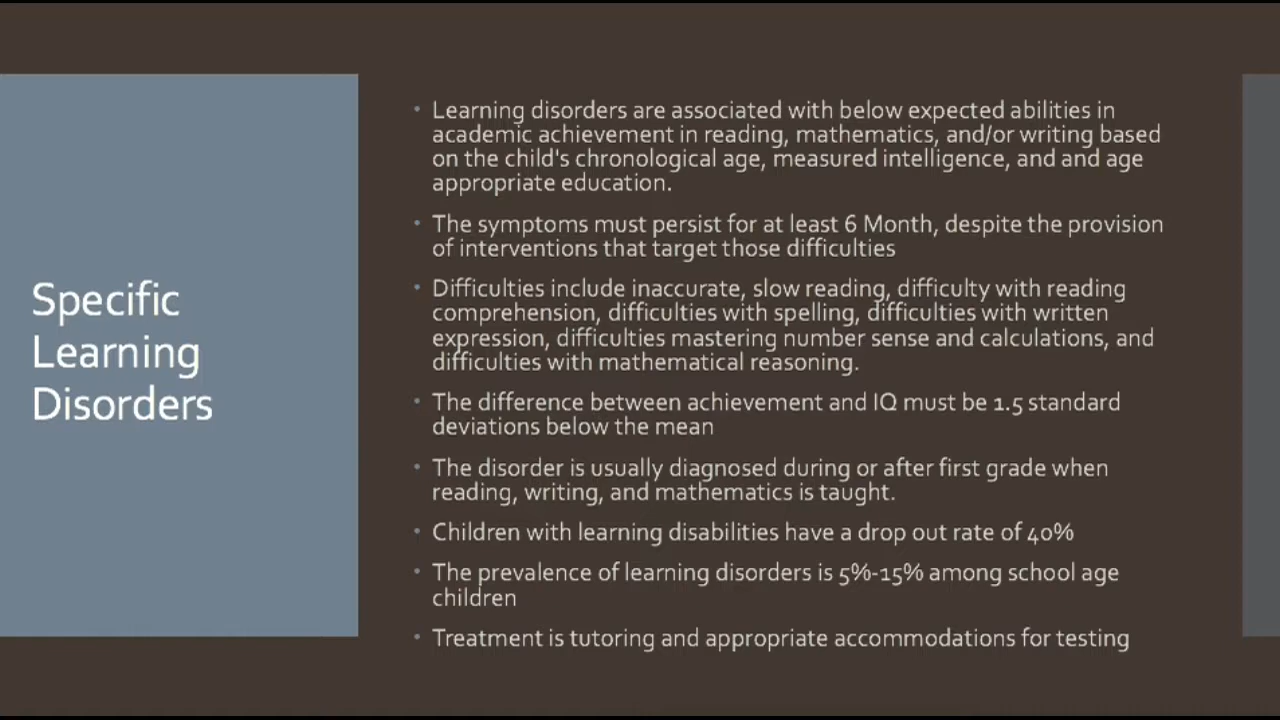 Specific
Learning
Disorders
• Learning disorders are associated with below expected abilities in
academic achievement in reading, mathematics, and/or writing based
on the child's chronological age, measured intelligence, and and age
appropriate education.
• The symptoms must persist for at least 6 Month, despite the provision
of interventions that target those difficulties
• Difficulties include inaccurate, slow reading, difficulty with reading
comprehension, difficulties with spelling, difficulties with written
expression, difficulties mastering number sense and calculations, and
difficulties with mathematical reasoning.
• The difference between achievement and IQ must be 1.5 standard
deviations below the mean
• The disorder is usually diagnosed during or after first grade when
reading, writing, and mathematics is taught.
• Children with learning disabilities have a drop out rate of 40%
• The prevalence of learning disorders is 5%-15% among school age
children
• Treatment is tutoring and appropriate accommodations for testing